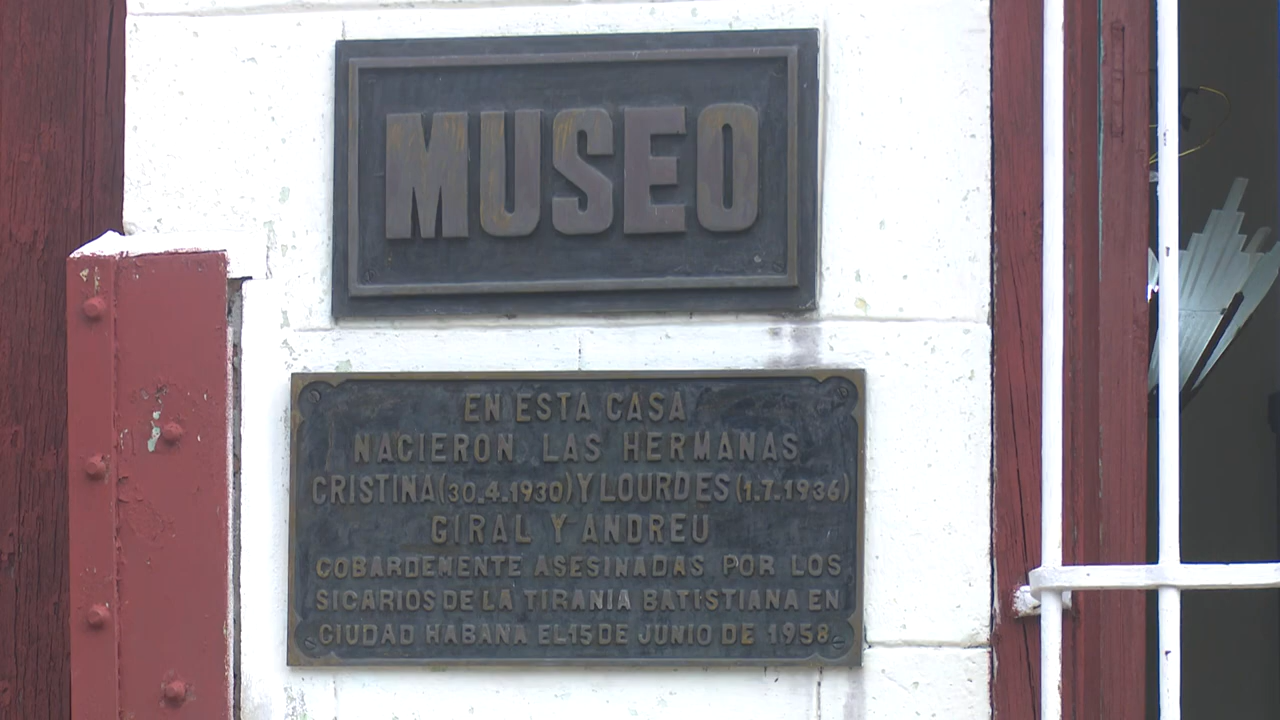 MUSEO
EN ESTA CASA
NACIERON LAS HERMANAS
CRISTINA (30.4.1930) Y LOURDES (1.7.1936)
GIRAL Y ANDREU
COBARDEMENTE ASESINADAS POR LOS
SICARIOS DE LA TIRANIA BATISTIANA EN
CIUDAD HABANA EL 15 DE JUNIO DE 1958